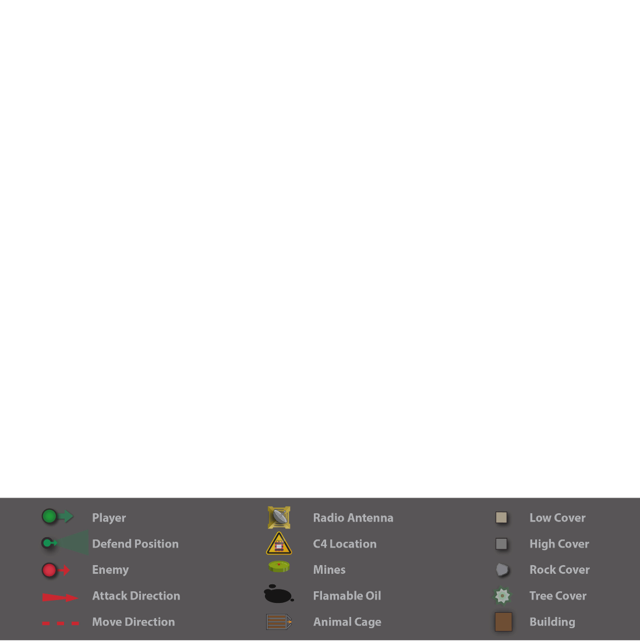 Player
Defend Position
Enemy
Attack Direction
Move Direction
Radio Antenna
C4 Location
Mines
Flamable Oil
Animal Cage
Low Cover
High Cover
Rock Cover
Tree Cover
Building